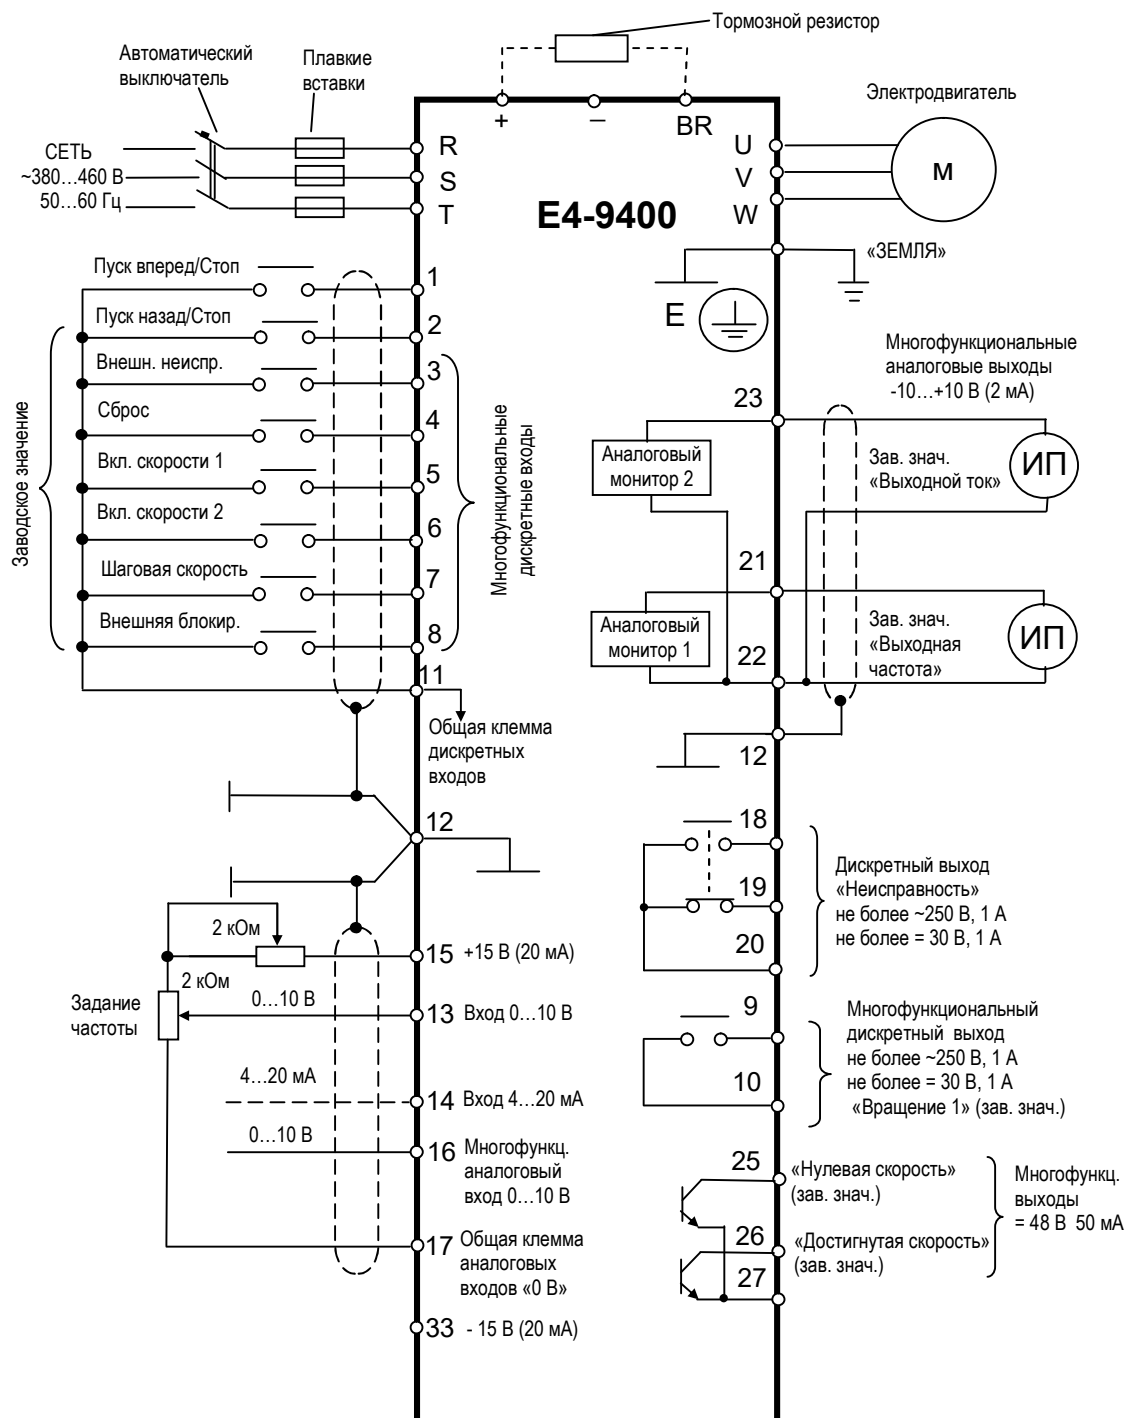 Тормозной резистор
Автоматический
выключатель
Плавкие
вставки
Электродвигатель
+
–
BR
СЕТЬ
~380...460 В
50...60 Гц
R
S
T
E4-9400
U
V
W
М
«ЗЕМЛЯ»
E
Заводское значение
Пуск вперед/Стоп
1
Пуск назад/Стоп
2
Внешн. неиспр.
3
Сброс
4
Вкл. скорости 1
5
Вкл. скорости 2
6
Шаговая скорость
7
Внешняя блокир.
8
Многофункциональные
дискретные входы
11
Общая клемма
дискретных
входов
12
2 кОм
15 +15 В (20 мА)
2 кОм
Задание
частоты
0...10 В
13 Вход 0...10 В
4...20 мА
14 Вход 4...20 мА
0...10 В
16 Многофункц.
аналоговый
вход 0...10 В
17 Общая клемма
аналоговых
входов «0 В»
33 - 15 В (20 мА)
Многофункциональные
аналоговые выходы
-10...+10 В (2 мА)
23
Аналоговый
монитор 2
Зав. знач.
«Выходной ток»
ИП
21
Аналоговый
монитор 1
22
Зав. знач.
«Выходная
частота»
ИП
12
18
19
20
Дискретный выход
«Неисправность»
не более ~250 В, 1 А
не более = 30 В, 1 А
9
10
Многофункциональный
дискретный выход
не более ~250 В, 1 А
не более = 30 В, 1 А
«Вращение 1» (зав. знач.)
25
«Нулевая скорость»
(зав. знач.)
26
«Достигнутая скорость»
(зав. знач.)
27
Многофункц.
выходы
= 48 В 50 мА